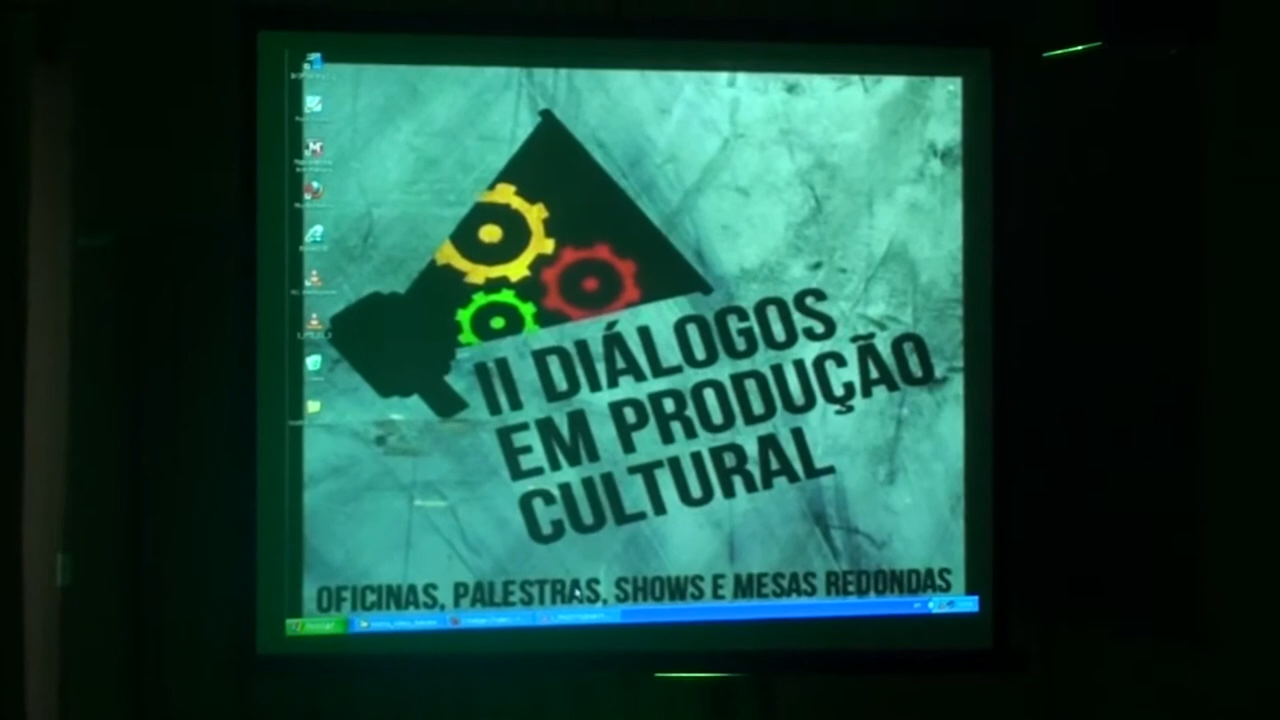 II DIÁLOGOS
EM PRODUÇÃO
CULTURAL
OFICINAS, PALESTRAS, SHOWS E MESAS REDONDAS